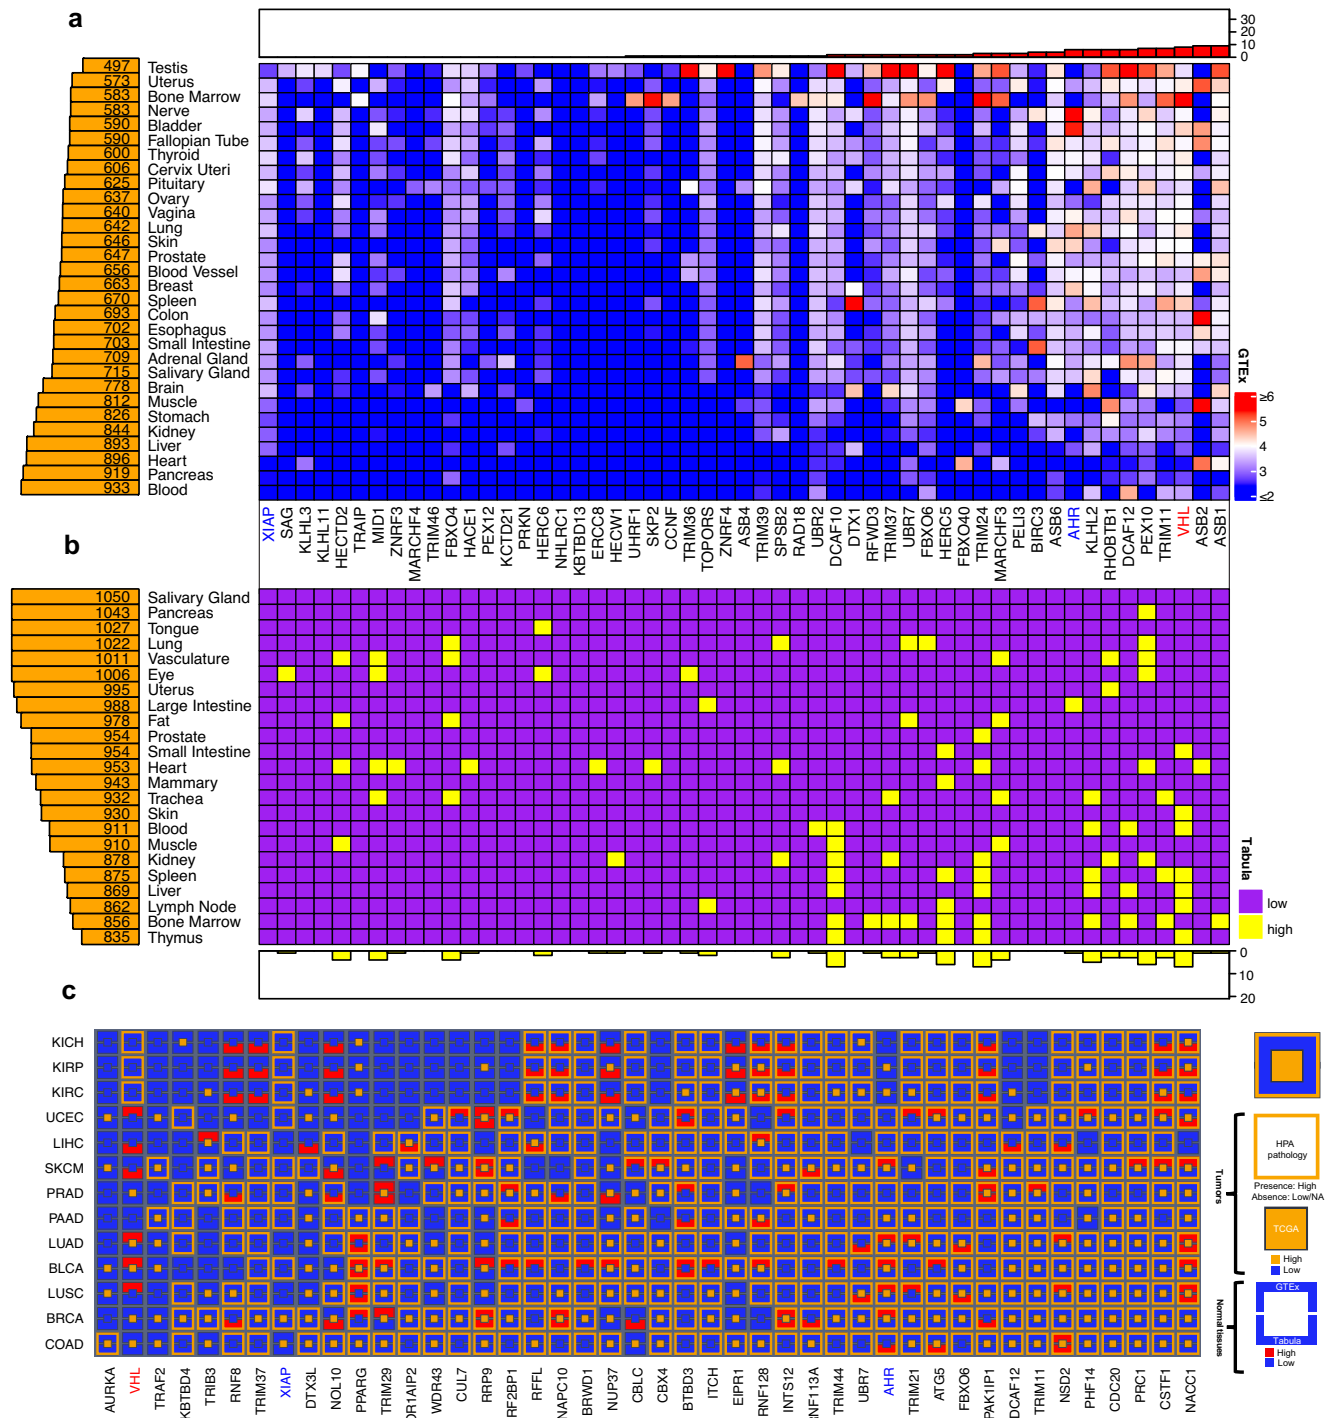 a
30
10
0
497 Testis
573 Uterus
583 Bone Marrow
583 Nerve
590 Bladder
590 Fallopian Tube
600 Thyroid
606 Cervix Uteri
625 Pituitary
637 Ovary
640 Vagina
642 Lung
646 Skin
647 Prostate
656 Blood Vessel
663 Breast
670 Spleen
693 Colon
702 Esophagus
703 Small Intestine
709 Adrenal Gland
715 Salivary Gland
778 Brain
812 Muscle
826 Stomach
844 Kidney
893 Liver
896 Heart
919 Pancreas
933 Blood
GTEx
≥6
5
4
3
≤2
XIAP SAG KLHL3 KLHL11 HECTD2 TRAIP MID1 ZNRF3 MARCHF4 TRIM46 FBXO4 HACE1 PEX12 KCTD21 PRKN HERC6 NHLRC1 KBTBD13 ERCC8 HECW1 UHRF1 SKP2 CCNF TRIM36 TOPORS ZNRF4 ASB4 TRIM39 SPSB2 RAD18 UBR2 DCAF10 DTX1 RFWD3 TRIM37 UBR7 FBXO6 HERC5 FBXO40 TRIM24 MARCHF3 PELI3 BIRC3 ASB6 AHR KLHL2 RHOBTB1 DCAF12 PEX10 TRIM11 VHL ASB2 ASB1
b
1050 Salivary Gland
1043 Pancreas
1027 Tongue
1022 Lung
1011 Vasculature
1006 Eye
995 Uterus
988 Large Intestine
978 Fat
954 Prostate
954 Small Intestine
953 Heart
943 Mammary
932 Trachea
930 Skin
911 Blood
910 Muscle
878 Kidney
875 Spleen
869 Liver
862 Lymph Node
856 Bone Marrow
835 Thymus
Tabula
low
high
0
10
20
c
KICH
KIRP
KIRC
UCEC
LIHC
SKCM
PRAD
PAAD
LUAD
BLCA
LUSC
BRCA
COAD
AURKA VHL TRAF2 KBTBD4 TRIB3 RNF8 TRIM37 XIAP DTX3L NOL10 PPARG TRIM29 DR1AIP2 WDR43 CUL7 RRP9 RF2BP1 RFFL NAPC10 BRWD1 NUP37 CBLC CBX4 BTBD3 ITCH EIPR1 RNF128 INTS12 RNF113A TRIM44 UBR7 AHR TRIM21 ATG5 FBXO6 PAK1IP1 DCAF12 TRIM11 NSD2 PHF14 CDC20 PRC1 CSTF1 NACC1
HPA
pathology
Presence: High
Absence: Low/NA
Tumors
TCGA
High
Low
Normal tissues
GTEx
Tabula
High
Low